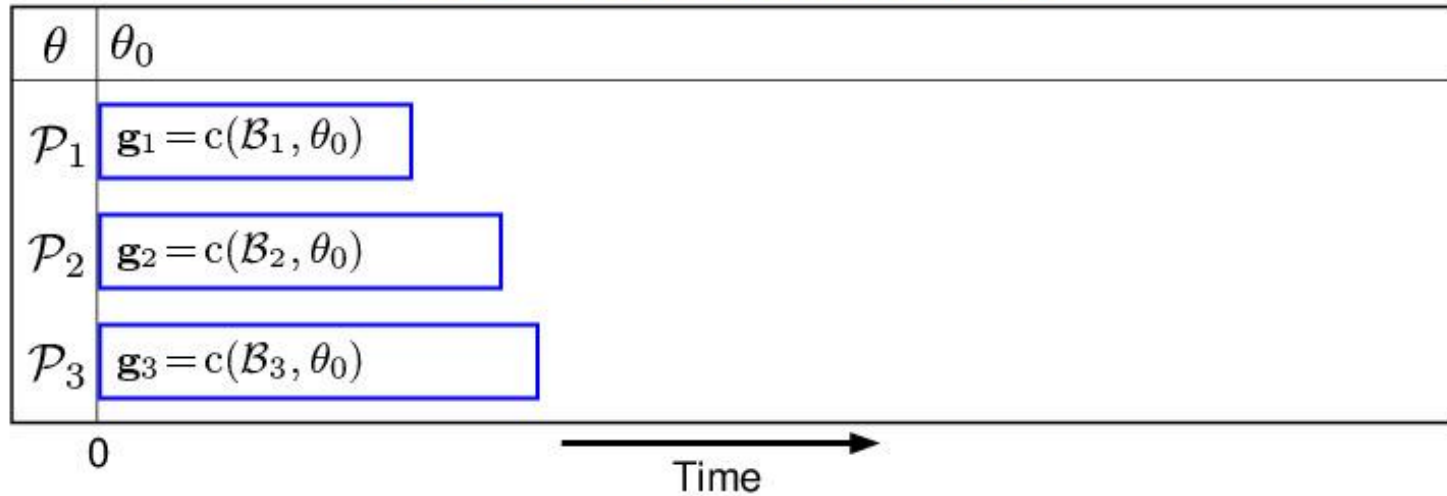 θ θ₀
𝒫₁ g₁ = c(ℬ₁, θ₀)
𝒫₂ g₂ = c(ℬ₂, θ₀)
𝒫₃ g₃ = c(ℬ₃, θ₀)
0
Time